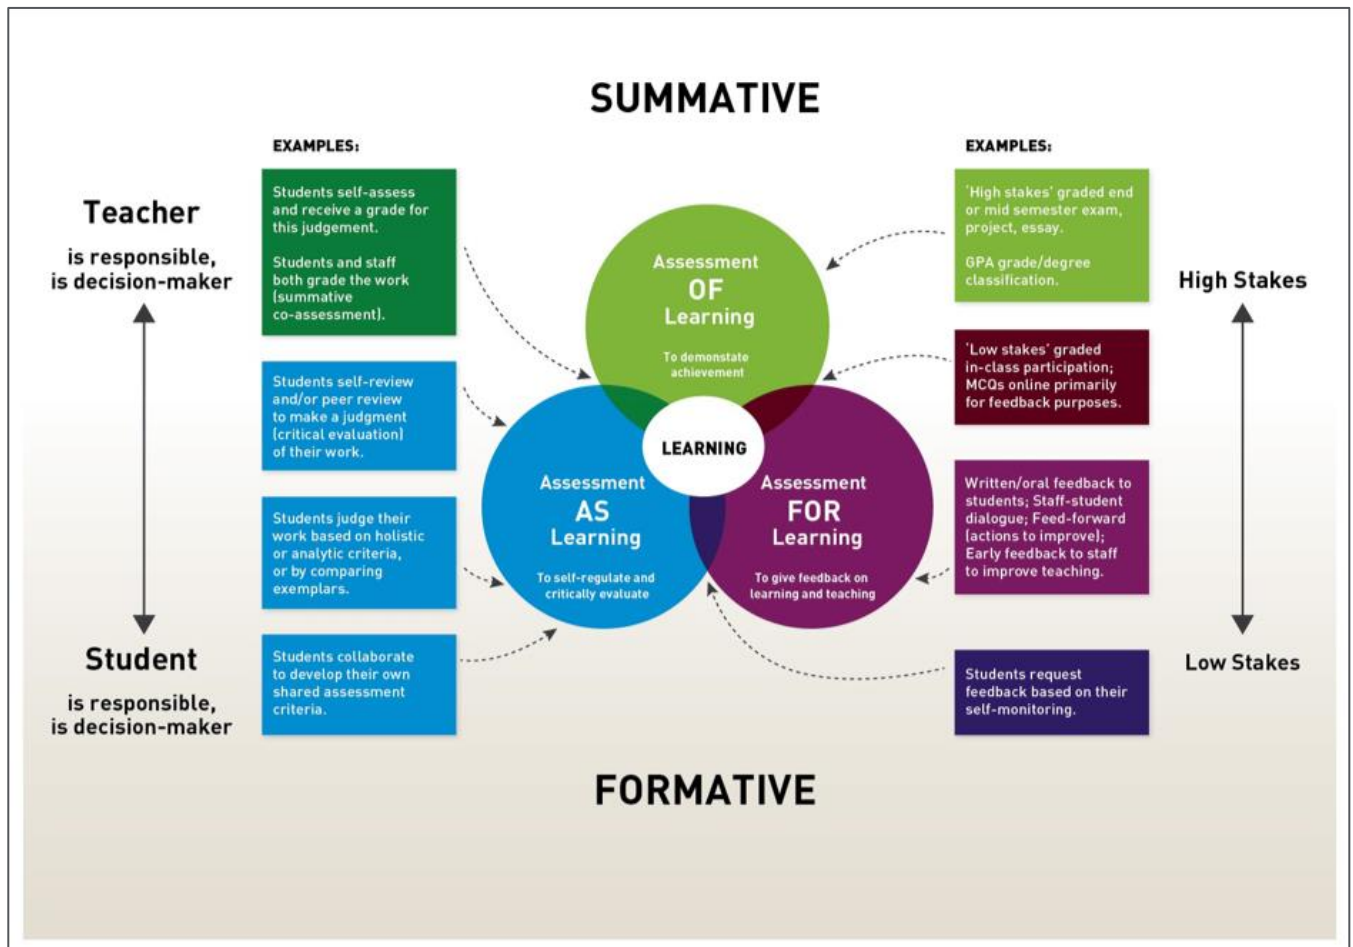 SUMMATIVE
EXAMPLES:
Students self-assess
and receive a grade for
this judgement.
Students and staff
both grade the work
(summative
co-assessment).
Students self-review
and/or peer review
to make a judgment
(critical evaluation)
of their work.
Students judge their
work based on holistic
or analytic criteria,
or by comparing
exemplars.
Students collaborate
to develop their own
shared assessment
criteria.
Teacher
is responsible,
is decision-maker
Student
is responsible,
is decision-maker
Assessment
OF
Learning
To demonstate
achievement
LEARNING
Assessment
AS
Learning
To self-regulate and
critically evaluate
Assessment
FOR
Learning
To give feedback on
learning and teaching
EXAMPLES:
'High stakes' graded end
or mid semester exam,
project, essay.
GPA grade/degree
classification.
'Low stakes' graded
in-class participation;
MCQs online primarily
for feedback purposes.
Written/oral feedback to
students; Staff-student
dialogue; Feed-forward
(actions to improve);
Early feedback to staff
to improve teaching.
Students request
feedback based on their
self-monitoring.
High Stakes
Low Stakes
FORMATIVE